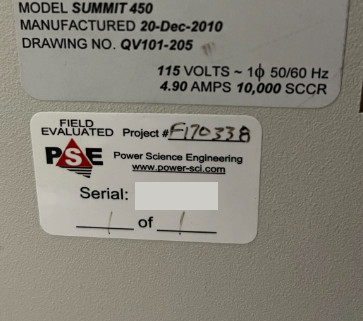 MODEL SUMMIT 450
MANUFACTURED 20-Dec-2010
DRAWING NO. QV101-205
115 VOLTS ~ 1ϕ 50/60 Hz
4.90 AMPS 10,000 SCCR
FIELD
EVALUATED Project # F170338
PSE Power Science Engineering
www.power-sci.com
Serial:
1 of 1